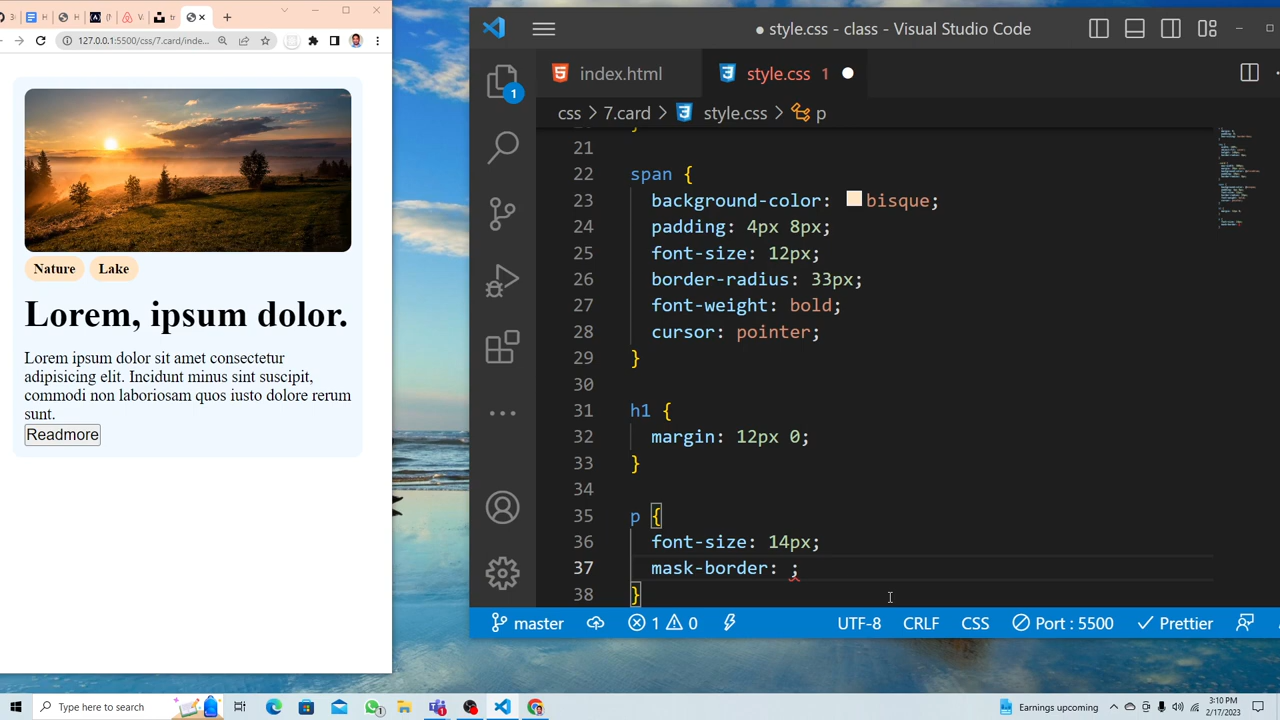 127.0.0.1:5500/css/7.card/inde...
Nature Lake
Lorem, ipsum dolor.
Lorem ipsum dolor sit amet consectetur
adipisicing elit. Incidunt minus sint suscipit,
commodi non laboriosam quos iusto dolore rerum
sunt.
Readmore
● style.css - class - Visual Studio Code
index.html
style.css 1
css > 7.card > style.css > p
1
21
22 span {
23 background-color: bisque;
24 padding: 4px 8px;
25 font-size: 12px;
26 border-radius: 33px;
27 font-weight: bold;
28 cursor: pointer;
29 }
30
31 h1 {
32 margin: 12px 0;
33 }
34
35 p {
36 font-size: 14px;
37 mask-border: ;
38 }
master 1 0 UTF-8 CRLF CSS Port : 5500 Prettier
Type here to search
Earnings upcoming
3:10 PM
2/17/2023